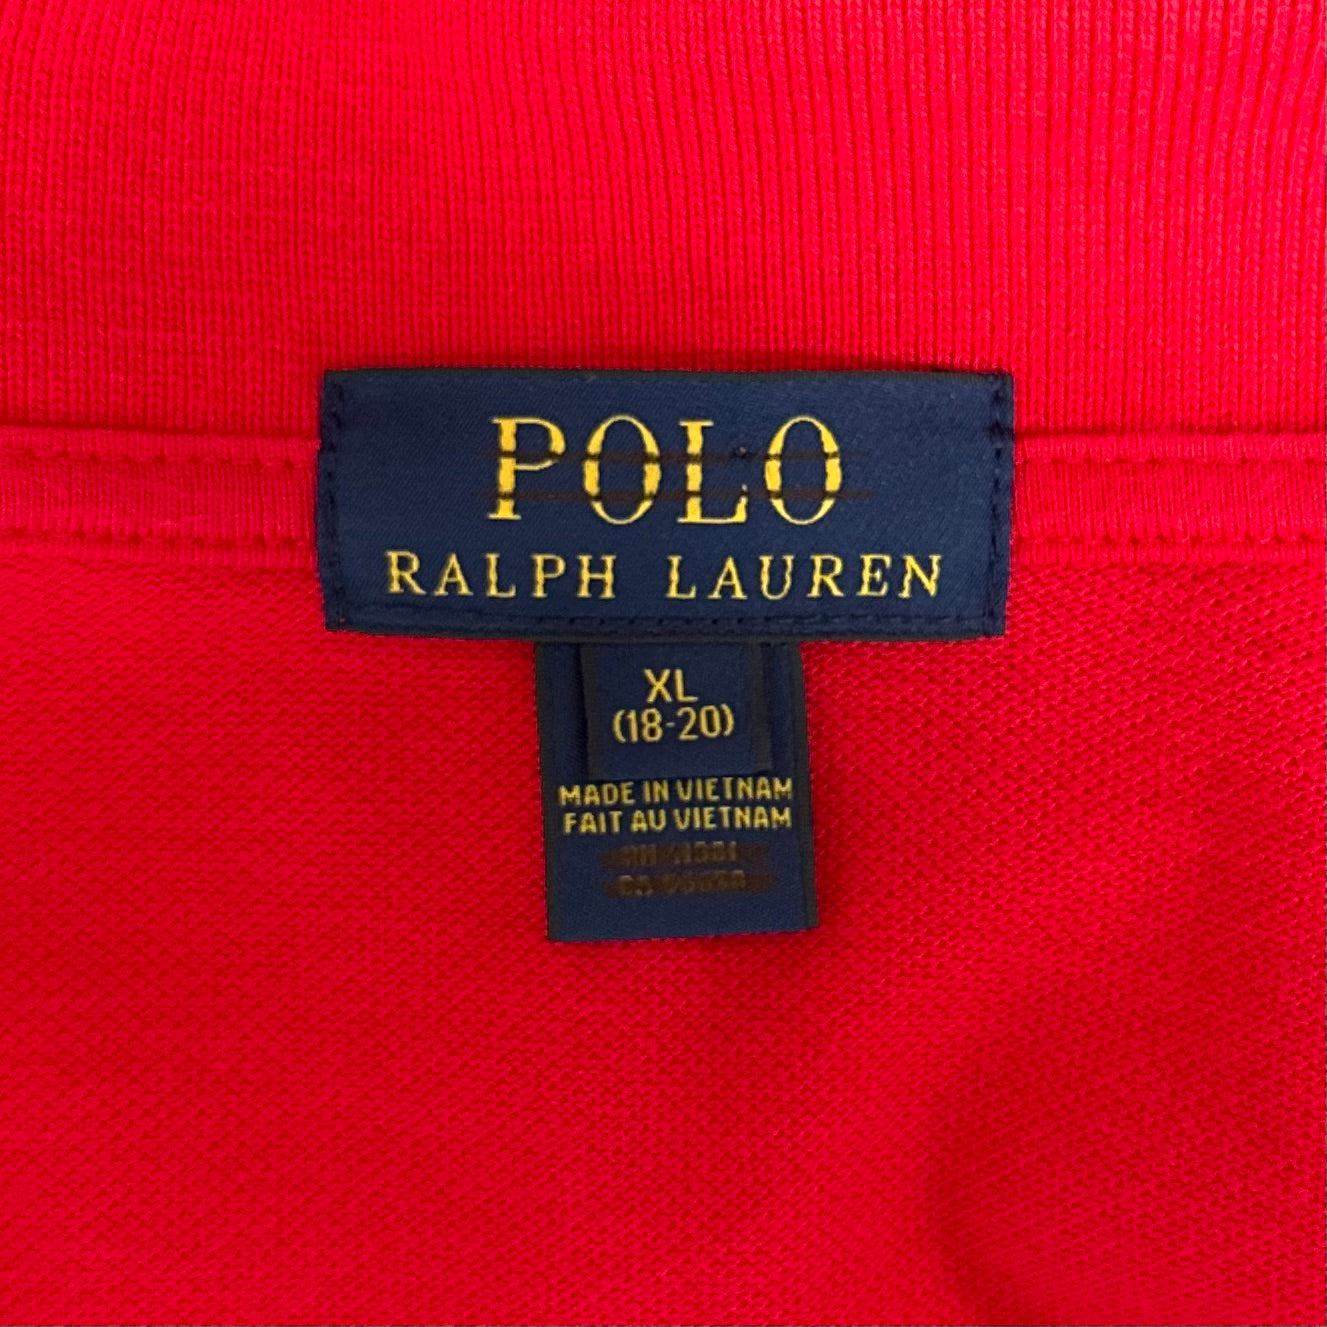 POLO
RALPH LAUREN
XL
(18-20)
MADE IN VIETNAM
FAIT AU VIETNAM